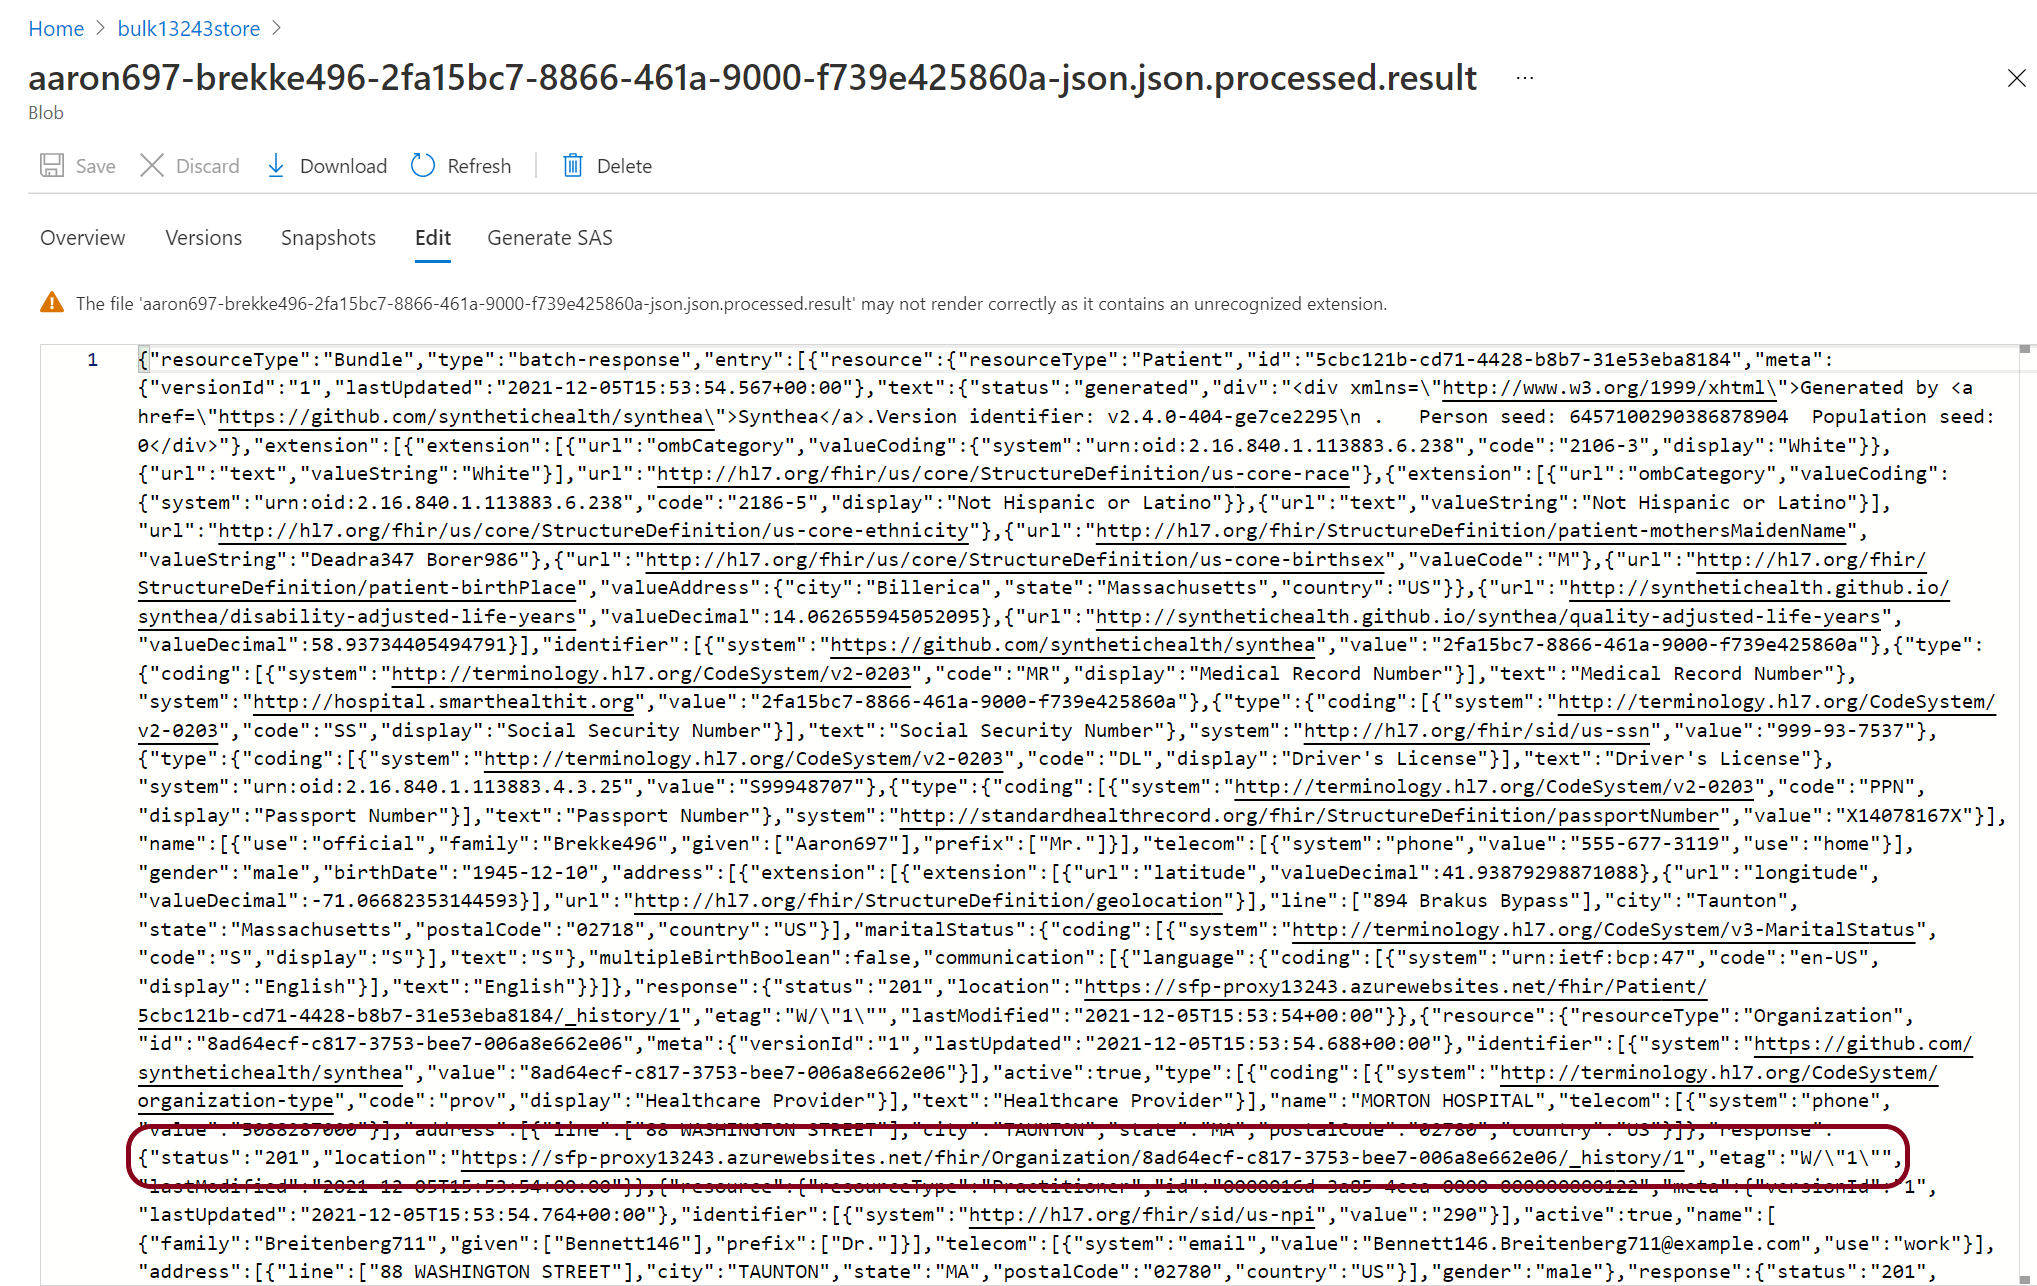 Home > bulk13243store >
aaron697-brekke496-2fa15bc7-8866-461a-9000-f739e425860a-json.json.processed.result ...
Blob
Save Discard Download Refresh Delete
Overview Versions Snapshots Edit Generate SAS
The file 'aaron697-brekke496-2fa15bc7-8866-461a-9000-f739e425860a-json.json.processed.result' may not render correctly as it contains an unrecognized extension.
1 {"resourceType":"Bundle","type":"batch-response","entry":[{"resource":{"resourceType":"Patient","id":"5cbc121b-cd71-4428-b8b7-31e53eba8184","meta":
{"versionId":"1","lastUpdated":"2021-12-05T15:53:54.567+00:00"},"text":{"status":"generated","div":"<div xmlns=\"http://www.w3.org/1999/xhtml\">Generated by <a
href=\"https://github.com/synthetichealth/synthea\">Synthea</a>.Version identifier: v2.4.0-404-ge7ce2295\n .   Person seed: 6457100290386878904  Population seed:
0</div>"},"extension":[{"extension":[{"url":"ombCategory","valueCoding":{"system":"urn:oid:2.16.840.1.113883.6.238","code":"2106-3","display":"White"}},
{"url":"text","valueString":"White"}],"url":"http://hl7.org/fhir/us/core/StructureDefinition/us-core-race"},{"extension":[{"url":"ombCategory","valueCoding":
{"system":"urn:oid:2.16.840.1.113883.6.238","code":"2186-5","display":"Not Hispanic or Latino"}},{"url":"text","valueString":"Not Hispanic or Latino"}],
"url":"http://hl7.org/fhir/us/core/StructureDefinition/us-core-ethnicity"},{"url":"http://hl7.org/fhir/StructureDefinition/patient-mothersMaidenName",
"valueString":"Deadra347 Borer986"},{"url":"http://hl7.org/fhir/us/core/StructureDefinition/us-core-birthsex","valueCode":"M"},{"url":"http://hl7.org/fhir/
StructureDefinition/patient-birthPlace","valueAddress":{"city":"Billerica","state":"Massachusetts","country":"US"}},{"url":"http://synthetichealth.github.io/
synthea/disability-adjusted-life-years","valueDecimal":14.062655945052095},{"url":"http://synthetichealth.github.io/synthea/quality-adjusted-life-years",
"valueDecimal":58.93734405494791}],"identifier":[{"system":"https://github.com/synthetichealth/synthea","value":"2fa15bc7-8866-461a-9000-f739e425860a"},{"type":
{"coding":[{"system":"http://terminology.hl7.org/CodeSystem/v2-0203","code":"MR","display":"Medical Record Number"}],"text":"Medical Record Number"},
"system":"http://hospital.smarthealthit.org","value":"2fa15bc7-8866-461a-9000-f739e425860a"},{"type":{"coding":[{"system":"http://terminology.hl7.org/CodeSystem/
v2-0203","code":"SS","display":"Social Security Number"}],"text":"Social Security Number"},"system":"http://hl7.org/fhir/sid/us-ssn","value":"999-93-7537"},
{"type":{"coding":[{"system":"http://terminology.hl7.org/CodeSystem/v2-0203","code":"DL","display":"Driver's License"}],"text":"Driver's License"},
"system":"urn:oid:2.16.840.1.113883.4.3.25","value":"S99948707"},{"type":{"coding":[{"system":"http://terminology.hl7.org/CodeSystem/v2-0203","code":"PPN",
"display":"Passport Number"}],"text":"Passport Number"},"system":"http://standardhealthrecord.org/fhir/StructureDefinition/passportNumber","value":"X14078167X"}],
"name":[{"use":"official","family":"Brekke496","given":["Aaron697"],"prefix":["Mr."]}],"telecom":[{"system":"phone","value":"555-677-3119","use":"home"}],
"gender":"male","birthDate":"1945-12-10","address":[{"extension":[{"extension":[{"url":"latitude","valueDecimal":41.93879298871088},{"url":"longitude",
"valueDecimal":-71.06682353144593}],"url":"http://hl7.org/fhir/StructureDefinition/geolocation"}],"line":["894 Brakus Bypass"],"city":"Taunton",
"state":"Massachusetts","postalCode":"02718","country":"US"}],"maritalStatus":{"coding":[{"system":"http://terminology.hl7.org/CodeSystem/v3-MaritalStatus",
"code":"S","display":"S"}],"text":"S"},"multipleBirthBoolean":false,"communication":[{"language":{"coding":[{"system":"urn:ietf:bcp:47","code":"en-US",
"display":"English"}],"text":"English"}}]},"response":{"status":"201","location":"https://sfp-proxy13243.azurewebsites.net/fhir/Patient/
5cbc121b-cd71-4428-b8b7-31e53eba8184/_history/1","etag":"W/\"1\"","lastModified":"2021-12-05T15:53:54+00:00"}},{"resource":{"resourceType":"Organization",
"id":"8ad64ecf-c817-3753-bee7-006a8e662e06","meta":{"versionId":"1","lastUpdated":"2021-12-05T15:53:54.688+00:00"},"identifier":[{"system":"https://github.com/
synthetichealth/synthea","value":"8ad64ecf-c817-3753-bee7-006a8e662e06"}],"active":true,"type":[{"coding":[{"system":"http://terminology.hl7.org/CodeSystem/
organization-type","code":"prov","display":"Healthcare Provider"}],"text":"Healthcare Provider"}],"name":"MORTON HOSPITAL","telecom":[{"system":"phone",
"value":"5088287000"}],"address":[{"line":["88 WASHINGTON STREET"],"city":"TAUNTON","state":"MA","postalCode":"02780","country":"US"}]},"response":
{"status":"201","location":"https://sfp-proxy13243.azurewebsites.net/fhir/Organization/8ad64ecf-c817-3753-bee7-006a8e662e06/_history/1","etag":"W/\"1\"",
"lastModified":"2021-12-05T15:53:54+00:00"}},{"resource":{"resourceType":"Practitioner","id": "meta":{"versionId":"1",
"lastUpdated":"2021-12-05T15:53:54.764+00:00"},"identifier":[{"system":"http://hl7.org/fhir/sid/us-npi","value":"290"}],"active":true,"name":[
{"family":"Breitenberg711","given":["Bennett146"],"prefix":["Dr."]}],"telecom":[{"system":"email","value":"Bennett146.Breitenberg711@example.com","use":"work"}],
"address":[{"line":["88 WASHINGTON STREET"],"city":"TAUNTON","state":"MA","postalCode":"02780","country":"US"}],"gender":"male"},"response":{"status":"201",